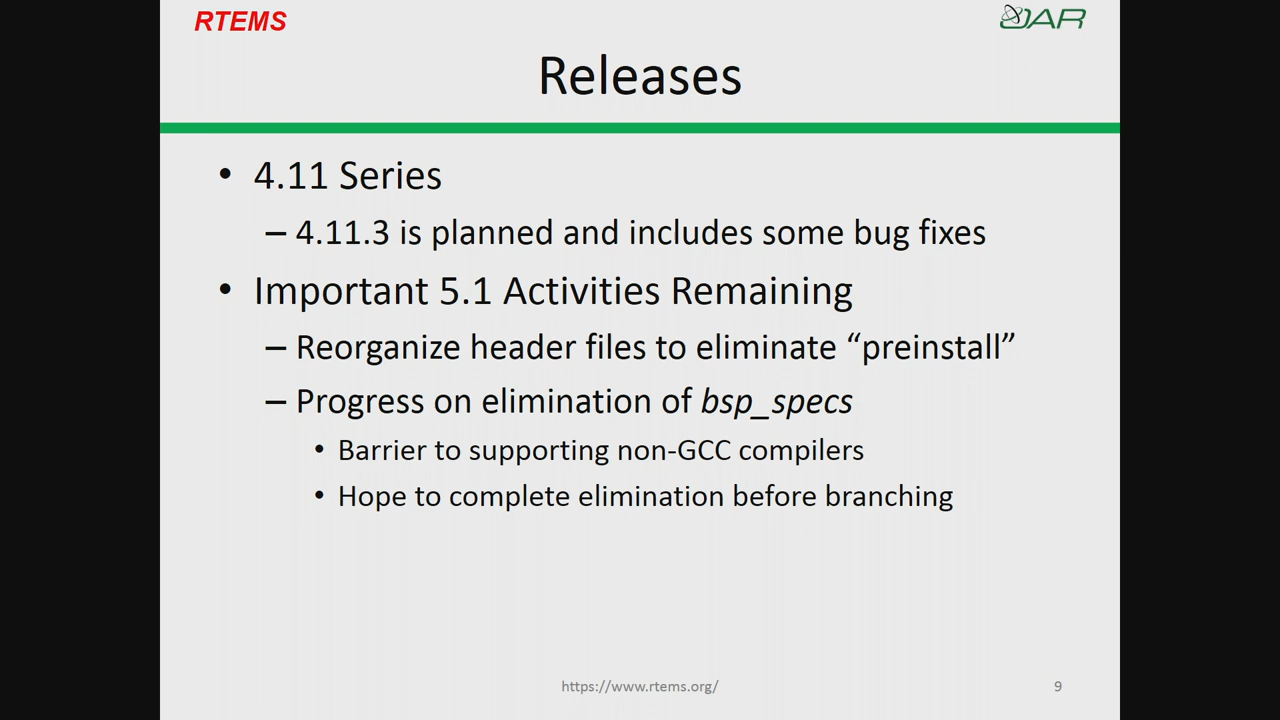 RTEMS
OAR
Releases
• 4.11 Series
– 4.11.3 is planned and includes some bug fixes
• Important 5.1 Activities Remaining
– Reorganize header files to eliminate “preinstall”
– Progress on elimination of bsp_specs
• Barrier to supporting non-GCC compilers
• Hope to complete elimination before branching
https://www.rtems.org/
9